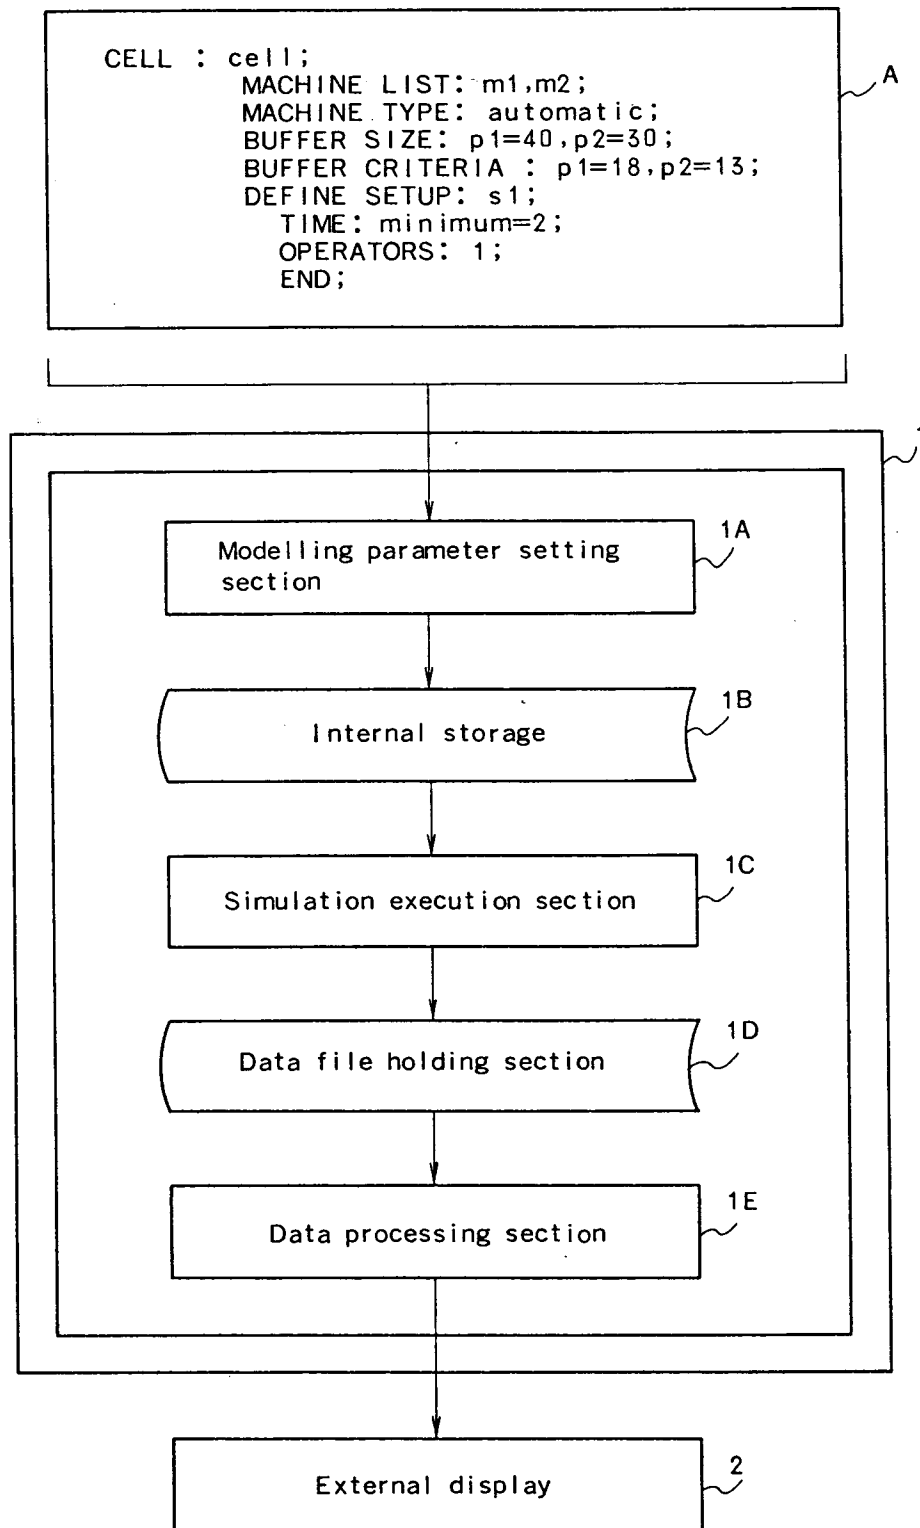 CELL : cell;
MACHINE LIST: m1,m2;
MACHINE TYPE: automatic;
BUFFER SIZE: p1=40,p2=30;
BUFFER CRITERIA : p1=18,p2=13;
DEFINE SETUP: s1;
TIME: minimum=2;
OPERATORS: 1;
END;
A
1A
Modelling parameter setting
section
1B
Internal storage
1C
Simulation execution section
1D
Data file holding section
1E
Data processing section
External display
2